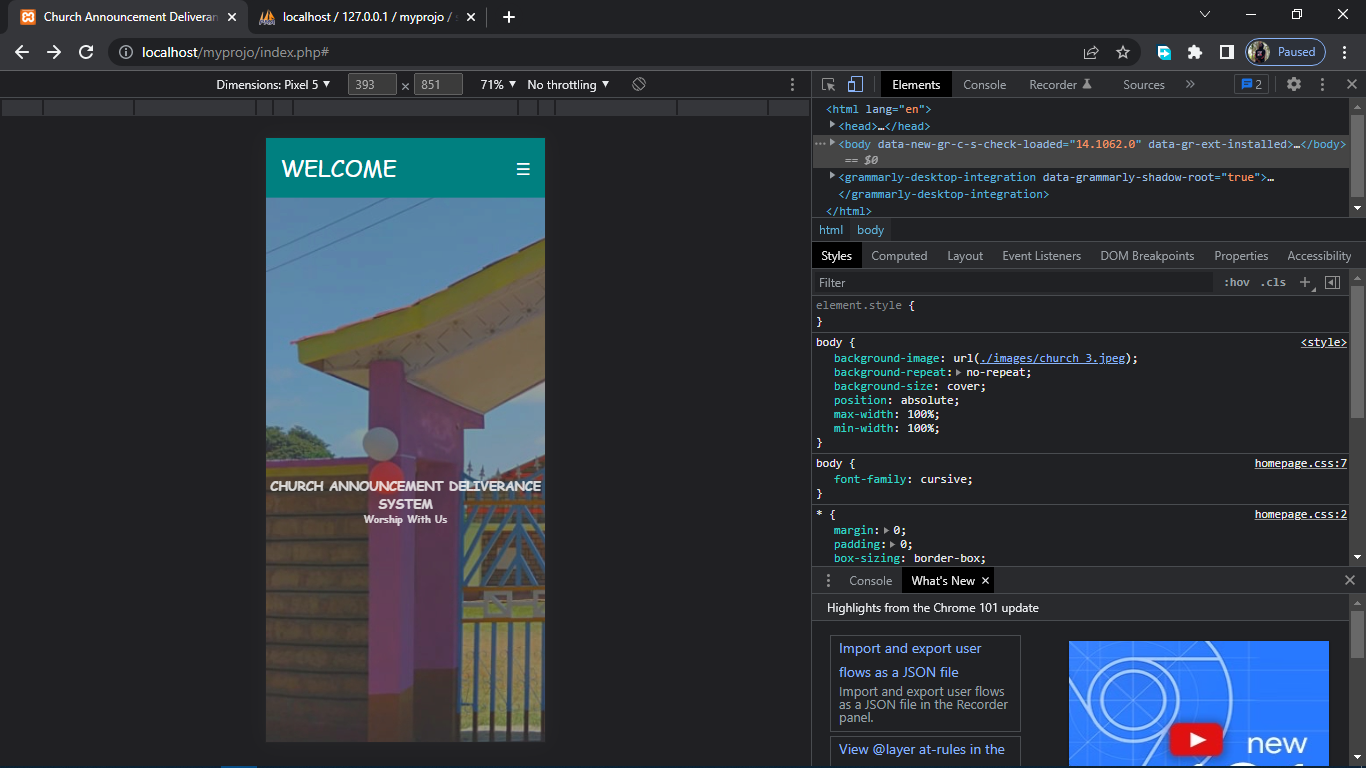 Church Announcement Deliveran
localhost / 127.0.0.1 / myprojo /
localhost/myprojo/index.php#
Paused
Dimensions: Pixel 5 ▼ 393 × 851 71% ▼ No throttling ▼
Elements Console Recorder Sources » 2
WELCOME ☰
CHURCH ANNOUNCEMENT DELIVERANCE
SYSTEM
Worship With Us
<html lang="en">
<head>…</head>
<body data-new-gr-c-s-check-loaded="14.1062.0" data-gr-ext-installed>…</body>
== $0
<grammarly-desktop-integration data-grammarly-shadow-root="true">…
</grammarly-desktop-integration>
</html>
html body
Styles Computed Layout Event Listeners DOM Breakpoints Properties Accessibility
Filter :hov .cls +
element.style {
}
body { <style>
background-image: url(./images/church 3.jpeg);
background-repeat: no-repeat;
background-size: cover;
position: absolute;
max-width: 100%;
min-width: 100%;
}
body { homepage.css:7
font-family: cursive;
}
* { homepage.css:2
margin: 0;
padding: 0;
box-sizing: border-box;
Console What's New ×
Highlights from the Chrome 101 update
Import and export user
flows as a JSON file
Import and export user flows
as a JSON file in the Recorder
panel.
View @layer at-rules in the
new